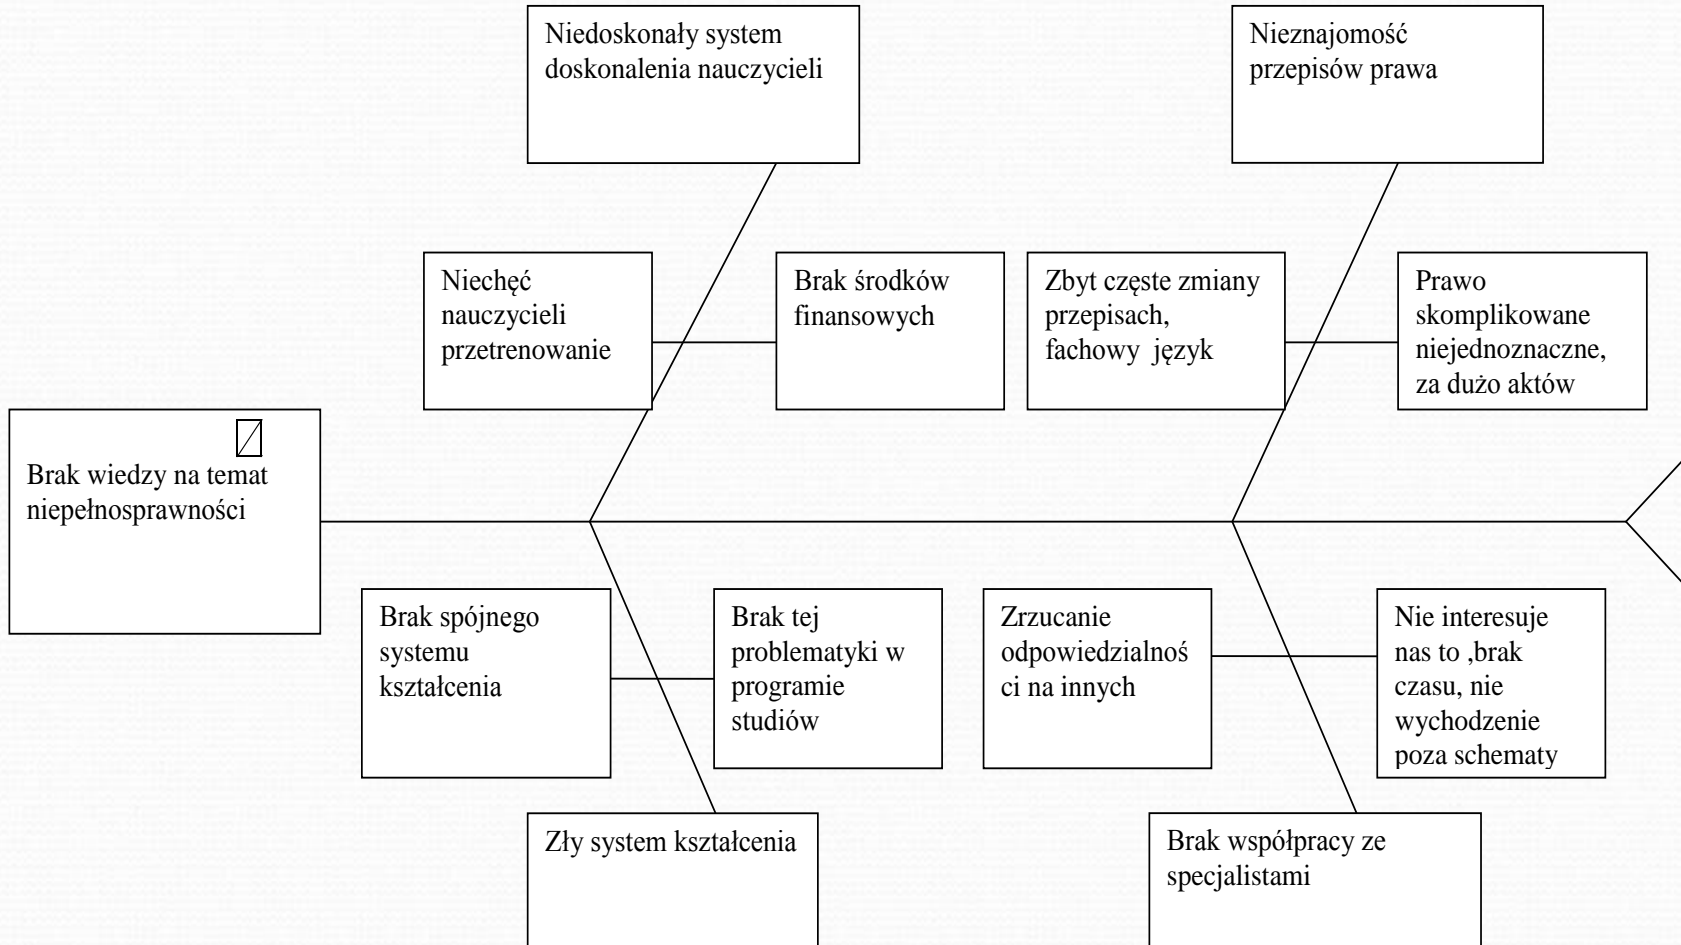 Niedoskonały system
doskonalenia nauczycieli
Nieznajomość
przepisów prawa
Niechęć
nauczycieli
przetrenowanie
Brak środków
finansowych
Zbyt częste zmiany
przepisach,
fachowy język
Prawo
skomplikowane
niejednoznaczne,
za dużo aktów
Brak wiedzy na temat
niepełnosprawności
Brak spójnego
systemu
kształcenia
Brak tej
problematyki w
programie
studiów
Zrzucanie
odpowiedzialnoś
ci na innych
Nie interesuje
nas to ,brak
czasu, nie
wychodzenie
poza schematy
Zły system kształcenia
Brak współpracy ze
specjalistami